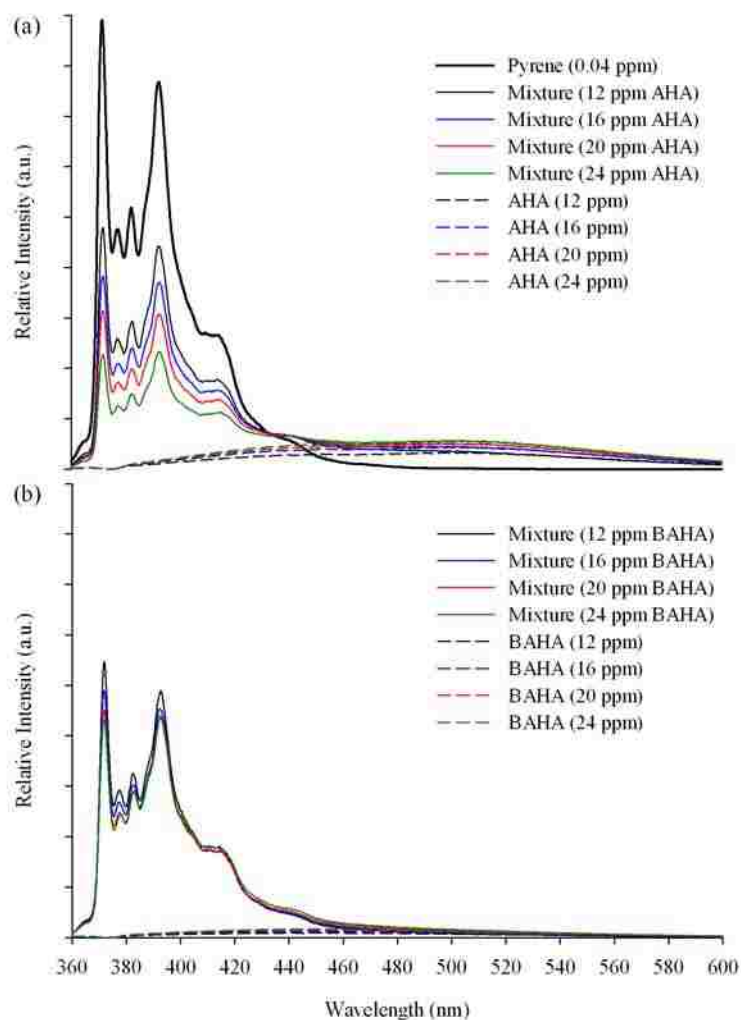 (a)
Pyrene (0.04 ppm)
Mixture (12 ppm AHA)
Mixture (16 ppm AHA)
Mixture (20 ppm AHA)
Mixture (24 ppm AHA)
AHA (12 ppm)
AHA (16 ppm)
AHA (20 ppm)
AHA (24 ppm)
Relative Intensity (a.u.)
(b)
Mixture (12 ppm BAHA)
Mixture (16 ppm BAHA)
Mixture (20 ppm BAHA)
Mixture (24 ppm BAHA)
BAHA (12 ppm)
BAHA (16 ppm)
BAHA (20 ppm)
BAHA (24 ppm)
Relative Intensity (a.u.)
360 380 400 420 440 460 480 500 520 540 560 580 600
Wavelength (nm)